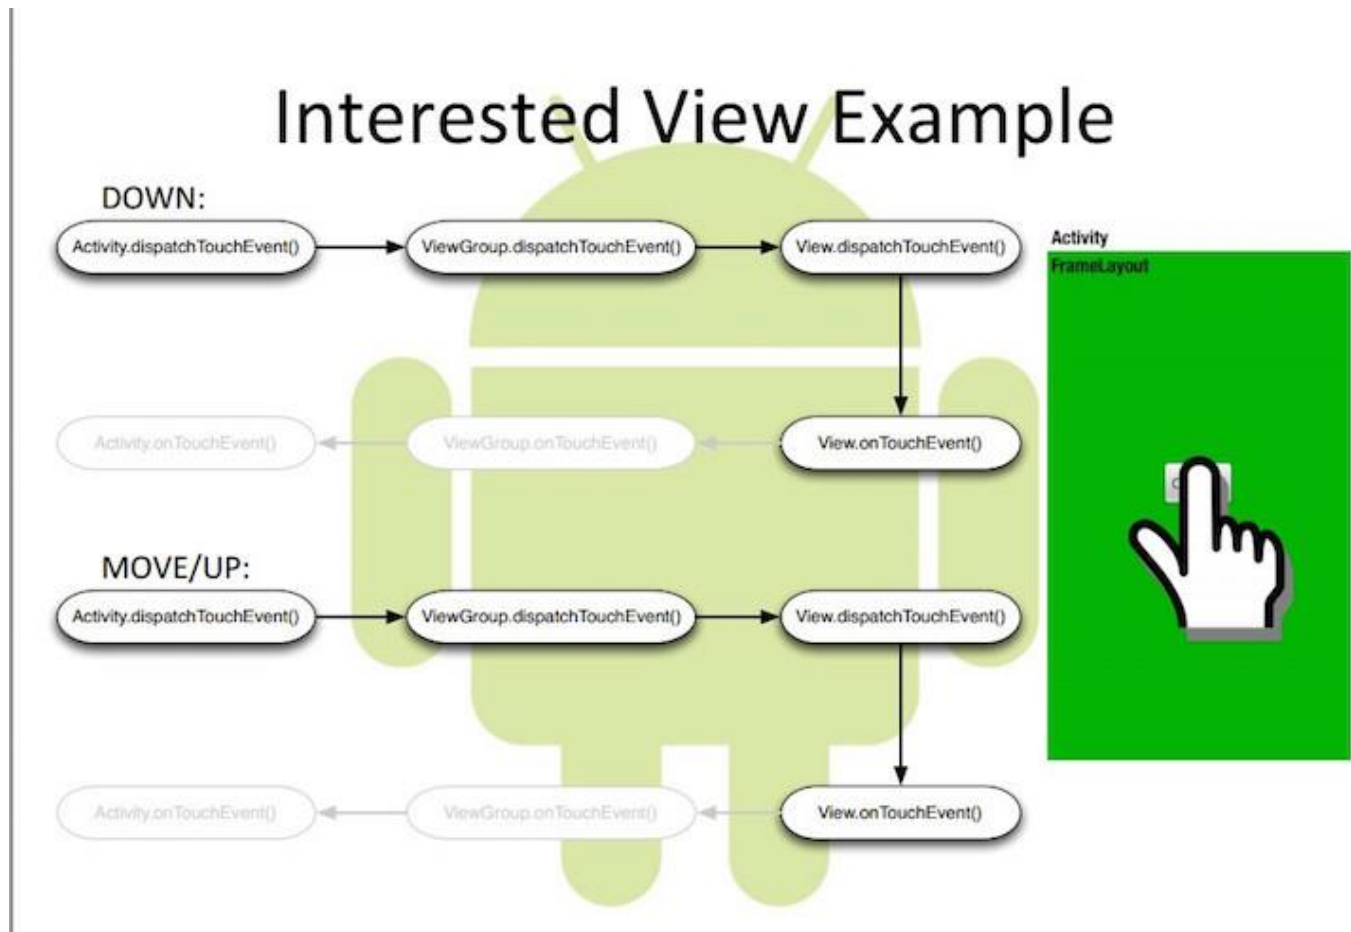 Interested View Example
DOWN:
Activity.dispatchTouchEvent()
ViewGroup.dispatchTouchEvent()
View.dispatchTouchEvent()
Activity
FrameLayout
Activity.onTouchEvent()
ViewGroup.onTouchEvent()
View.onTouchEvent()
MOVE/UP:
Activity.dispatchTouchEvent()
ViewGroup.dispatchTouchEvent()
View.dispatchTouchEvent()
Activity.onTouchEvent()
ViewGroup.onTouchEvent()
View.onTouchEvent()